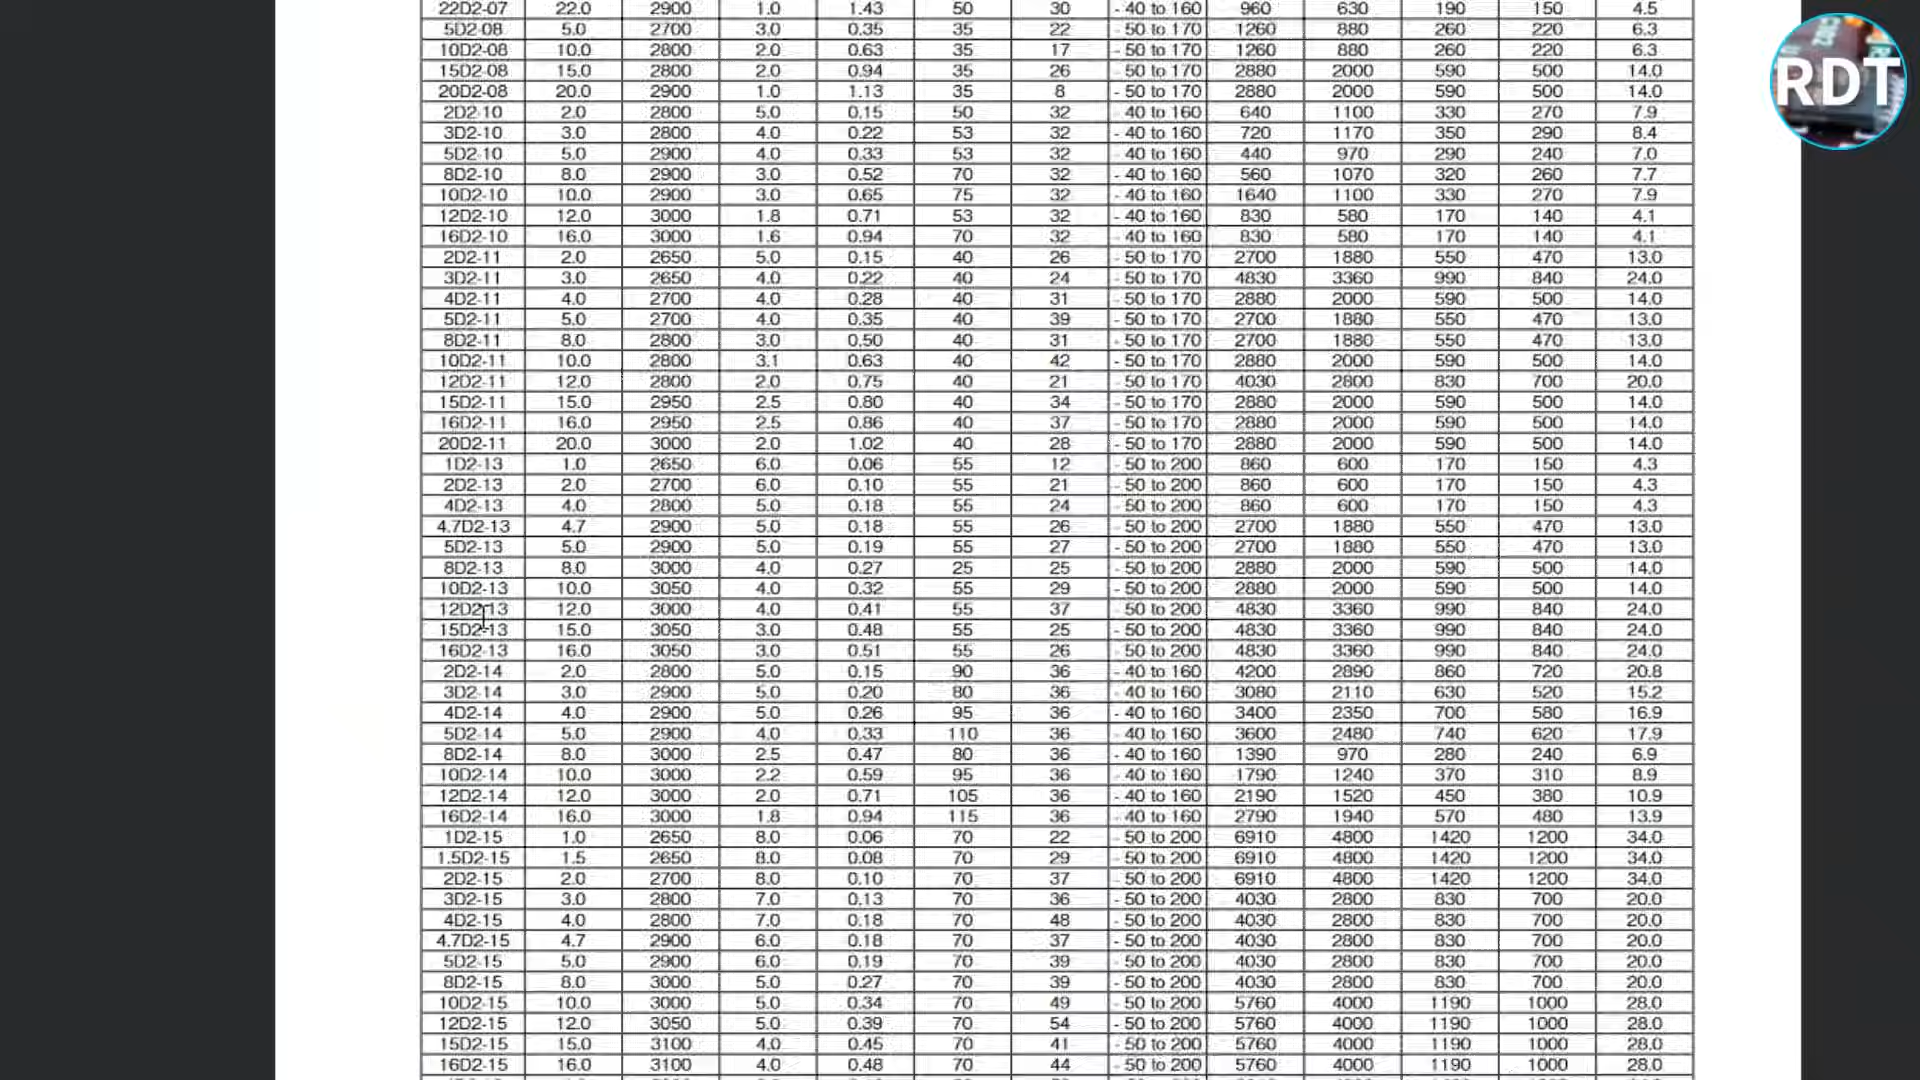 22D2-07 22.0 2900 1.0 1.43 50 30 - 40 to 160 960 630 190 150 4.5
5D2-08 5.0 2700 3.0 0.35 35 22 - 50 to 170 1260 880 260 220 6.3
10D2-08 10.0 2800 2.0 0.63 35 17 - 50 to 170 1260 880 260 220 6.3
15D2-08 15.0 2800 2.0 0.94 35 26 - 50 to 170 2880 2000 590 500 14.0
20D2-08 20.0 2900 1.0 1.13 35 8 - 50 to 170 2880 2000 590 500 14.0
2D2-10 2.0 2800 5.0 0.15 50 32 - 40 to 160 640 1100 330 270 7.9
3D2-10 3.0 2800 4.0 0.22 53 32 - 40 to 160 720 1170 350 290 8.4
5D2-10 5.0 2900 4.0 0.33 53 32 - 40 to 160 440 970 290 240 7.0
8D2-10 8.0 2900 3.0 0.52 70 32 - 40 to 160 560 1070 320 260 7.7
10D2-10 10.0 2900 3.0 0.65 75 32 - 40 to 160 1640 1100 330 270 7.9
12D2-10 12.0 3000 1.8 0.71 53 32 - 40 to 160 830 580 170 140 4.1
16D2-10 16.0 3000 1.6 0.94 70 32 - 40 to 160 830 580 170 140 4.1
2D2-11 2.0 2650 5.0 0.15 40 26 - 50 to 170 2700 1880 550 470 13.0
3D2-11 3.0 2650 4.0 0.22 40 24 - 50 to 170 4830 3360 990 840 24.0
4D2-11 4.0 2700 4.0 0.28 40 31 - 50 to 170 2880 2000 590 500 14.0
5D2-11 5.0 2700 4.0 0.35 40 39 - 50 to 170 2700 1880 550 470 13.0
8D2-11 8.0 2800 3.0 0.50 40 31 - 50 to 170 2700 1880 550 470 13.0
10D2-11 10.0 2800 3.1 0.63 40 42 - 50 to 170 2880 2000 590 500 14.0
12D2-11 12.0 2800 2.0 0.75 40 21 - 50 to 170 4030 2800 830 700 20.0
15D2-11 15.0 2950 2.5 0.80 40 34 - 50 to 170 2880 2000 590 500 14.0
16D2-11 16.0 2950 2.5 0.86 40 37 - 50 to 170 2880 2000 590 500 14.0
20D2-11 20.0 3000 2.0 1.02 40 28 - 50 to 170 2880 2000 590 500 14.0
1D2-13 1.0 2650 6.0 0.06 55 12 - 50 to 200 860 600 170 150 4.3
2D2-13 2.0 2700 6.0 0.10 55 21 - 50 to 200 860 600 170 150 4.3
4D2-13 4.0 2800 5.0 0.18 55 24 - 50 to 200 860 600 170 150 4.3
4.7D2-13 4.7 2900 5.0 0.18 55 26 - 50 to 200 2700 1880 550 470 13.0
5D2-13 5.0 2900 5.0 0.19 55 27 - 50 to 200 2700 1880 550 470 13.0
8D2-13 8.0 3000 4.0 0.27 25 25 - 50 to 200 2880 2000 590 500 14.0
10D2-13 10.0 3050 4.0 0.32 55 29 - 50 to 200 2880 2000 590 500 14.0
12D2-13 12.0 3000 4.0 0.41 55 37 - 50 to 200 4830 3360 990 840 24.0
15D2-13 15.0 3050 3.0 0.48 55 25 - 50 to 200 4830 3360 990 840 24.0
16D2-13 16.0 3050 3.0 0.51 55 26 - 50 to 200 4830 3360 990 840 24.0
2D2-14 2.0 2800 5.0 0.15 90 36 - 40 to 160 4200 2890 860 720 20.8
3D2-14 3.0 2900 5.0 0.20 80 36 - 40 to 160 3080 2110 630 520 15.2
4D2-14 4.0 2900 5.0 0.26 95 36 - 40 to 160 3400 2350 700 580 16.9
5D2-14 5.0 2900 4.0 0.33 110 36 - 40 to 160 3600 2480 740 620 17.9
8D2-14 8.0 3000 2.5 0.47 80 36 - 40 to 160 1390 970 280 240 6.9
10D2-14 10.0 3000 2.2 0.59 95 36 - 40 to 160 1790 1240 370 310 8.9
12D2-14 12.0 3000 2.0 0.71 105 36 - 40 to 160 2190 1520 450 380 10.9
16D2-14 16.0 3000 1.8 0.94 115 36 - 40 to 160 2790 1940 570 480 13.9
1D2-15 1.0 2650 8.0 0.06 70 22 - 50 to 200 6910 4800 1420 1200 34.0
1.5D2-15 1.5 2650 8.0 0.08 70 29 - 50 to 200 6910 4800 1420 1200 34.0
2D2-15 2.0 2700 8.0 0.10 70 37 - 50 to 200 6910 4800 1420 1200 34.0
3D2-15 3.0 2800 7.0 0.13 70 36 - 50 to 200 4030 2800 830 700 20.0
4D2-15 4.0 2800 7.0 0.18 70 48 - 50 to 200 4030 2800 830 700 20.0
4.7D2-15 4.7 2900 6.0 0.18 70 37 - 50 to 200 4030 2800 830 700 20.0
5D2-15 5.0 2900 6.0 0.19 70 39 - 50 to 200 4030 2800 830 700 20.0
8D2-15 8.0 3000 5.0 0.27 70 39 - 50 to 200 4030 2800 830 700 20.0
10D2-15 10.0 3000 5.0 0.34 70 49 - 50 to 200 5760 4000 1190 1000 28.0
12D2-15 12.0 3050 5.0 0.39 70 54 - 50 to 200 5760 4000 1190 1000 28.0
15D2-15 15.0 3100 4.0 0.45 70 41 - 50 to 200 5760 4000 1190 1000 28.0
16D2-15 16.0 3100 4.0 0.48 70 44 - 50 to 200 5760 4000 1190 1000 28.0
RDT